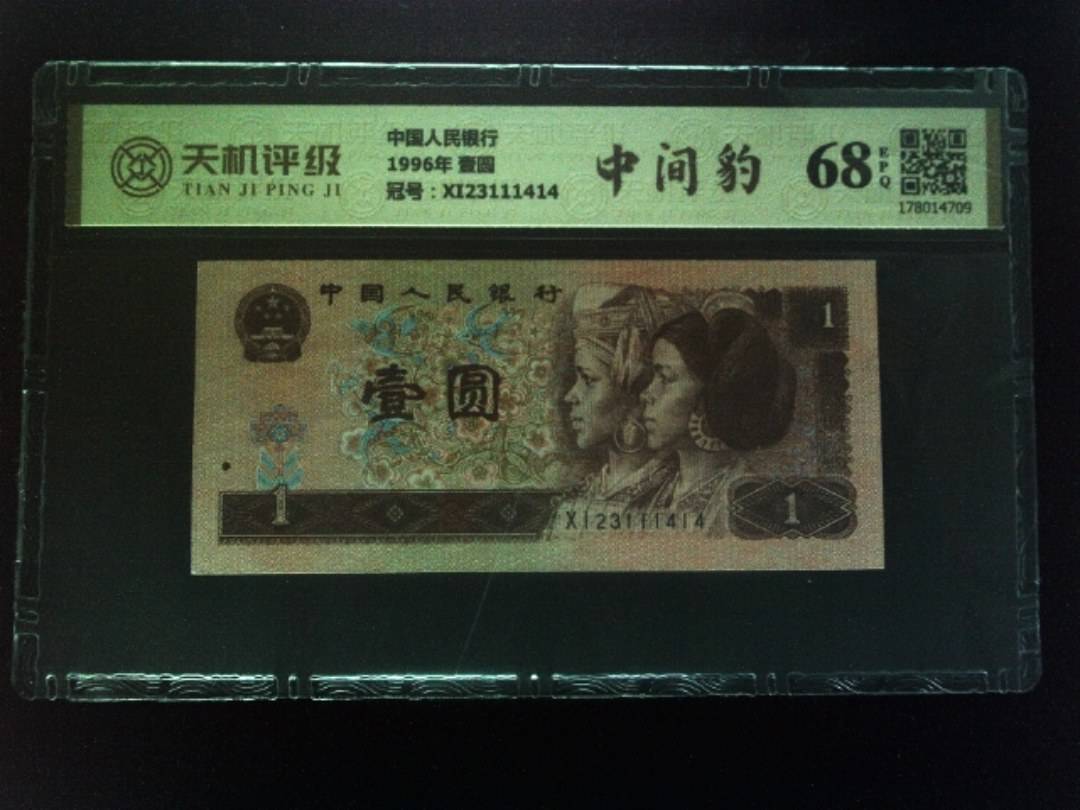 天机评级
TIAN JI PING JI
中国人民银行
1996年 壹圆
冠号：XI23111414
中间豹
68
EPQ
178014709
中国人民银行
1
壹圆
1
XI23111414
1